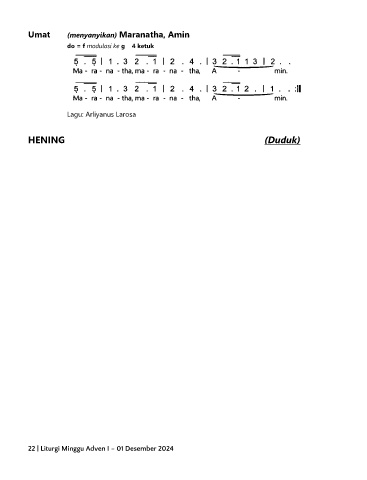 Umat (menyanyikan) Maranatha, Amin
do = f modulasi ke g 4 ketuk
5 . 5 | 1 . 3 2 . 1 | 2 . 4 . | 3 2 . 1 1 3 | 2 . .
Ma - ra - na - tha, ma - ra - na - tha, A - min.
5 . 5 | 1 . 3 2 . 1 | 2 . 4 . | 3 2 . 1 2 . | 1 . . :||
Ma - ra - na - tha, ma - ra - na - tha, A - min.
Lagu: Arliyanus Larosa
HENING (Duduk)
22 | Liturgi Minggu Adven I – 01 Desember 2024